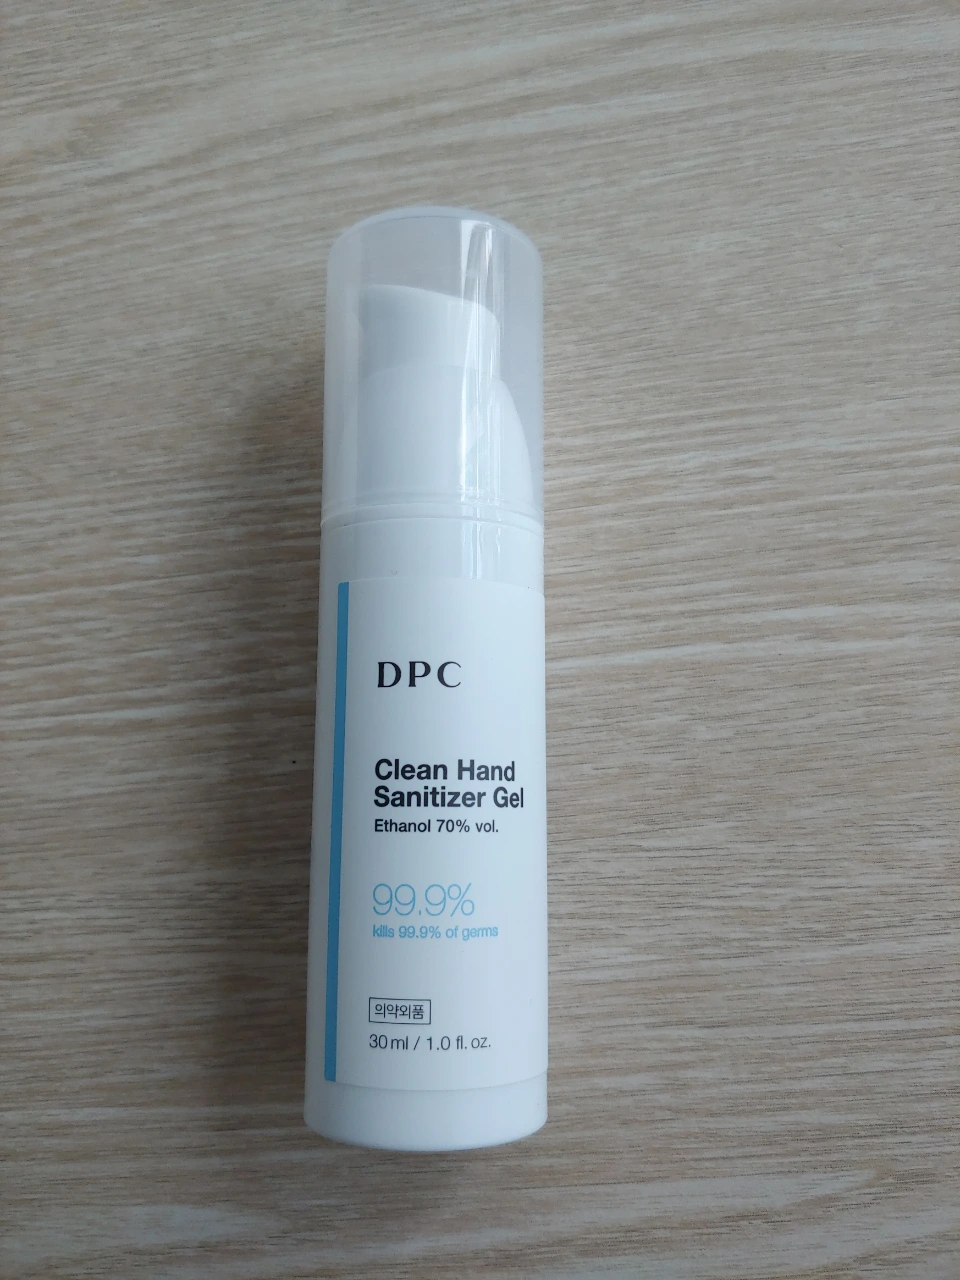 DPC
Clean Hand
Sanitizer Gel
Ethanol 70% vol.
99.9%
kills 99.9% of germs
의약외품
30 ml / 1.0 fl. oz.